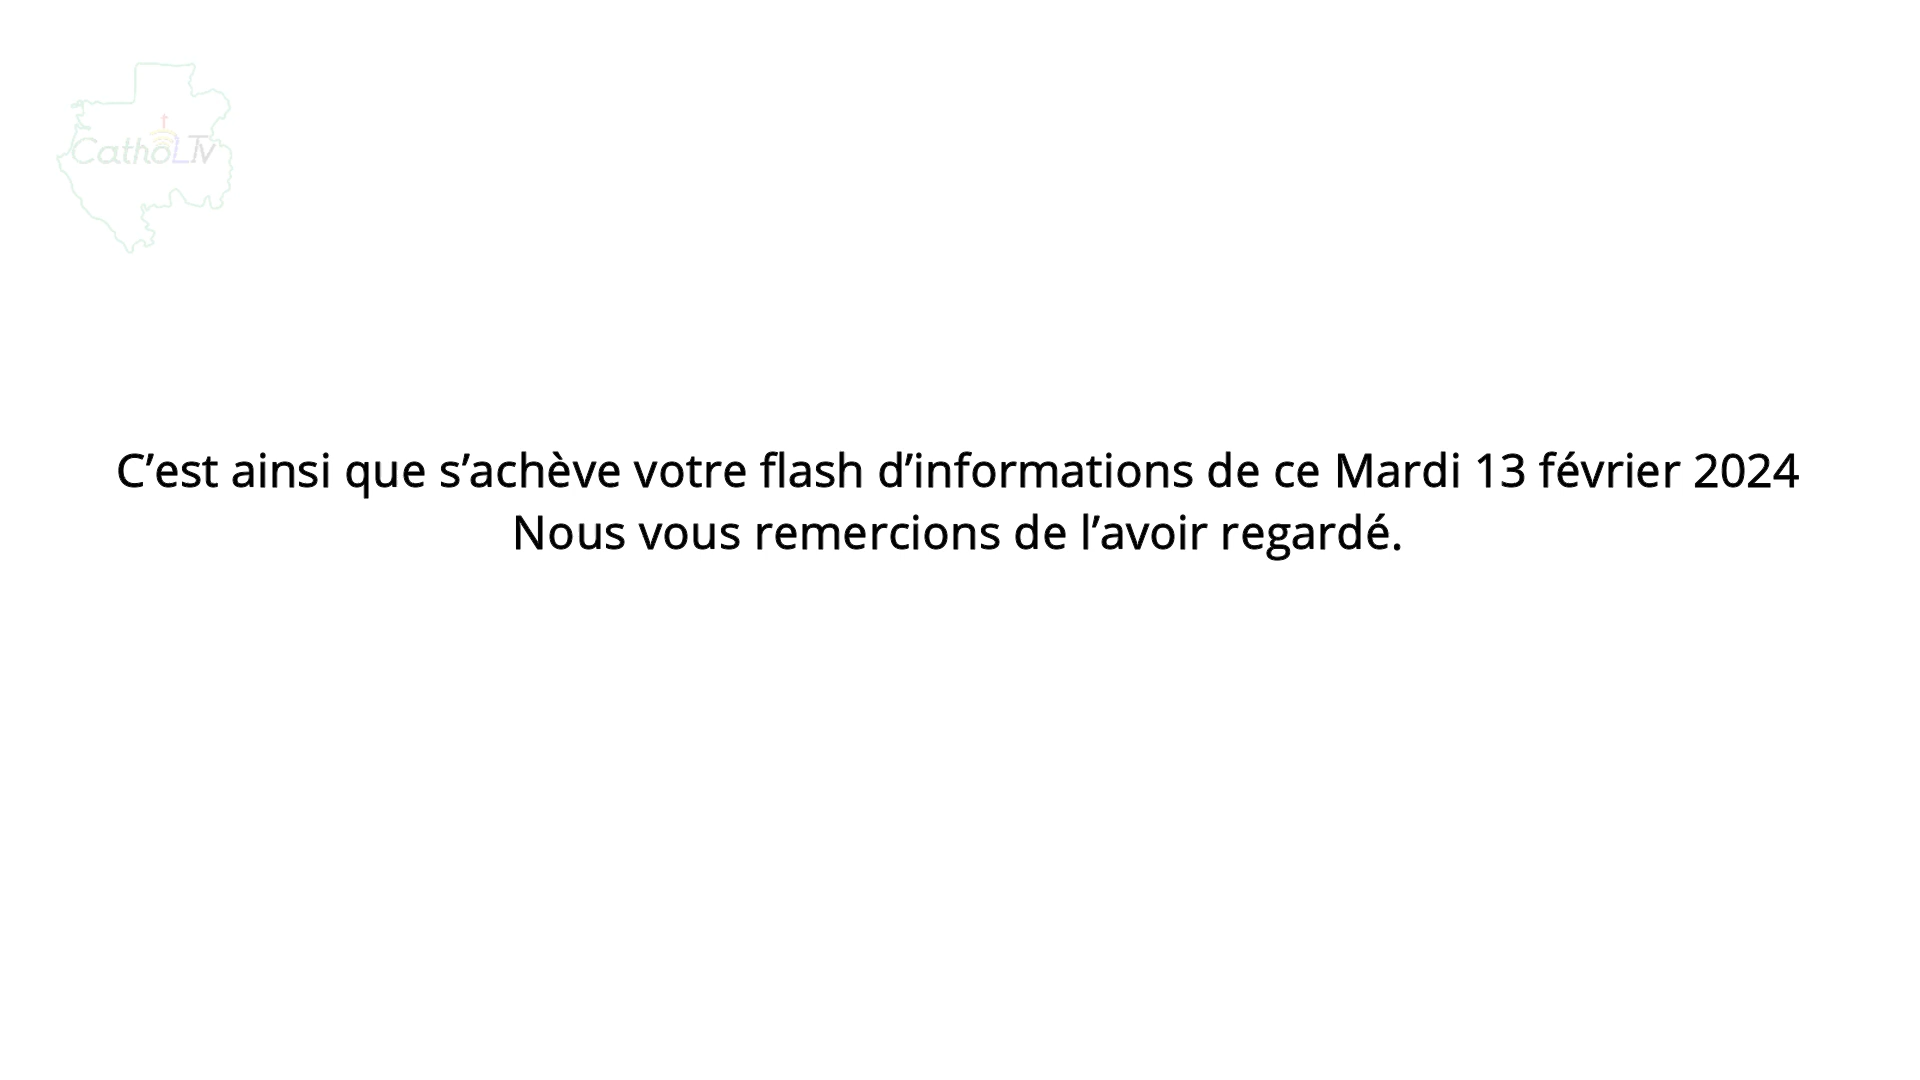 CathoLTv
C’est ainsi que s’achève votre flash d’informations de ce Mardi 13 février 2024
Nous vous remercions de l’avoir regardé.